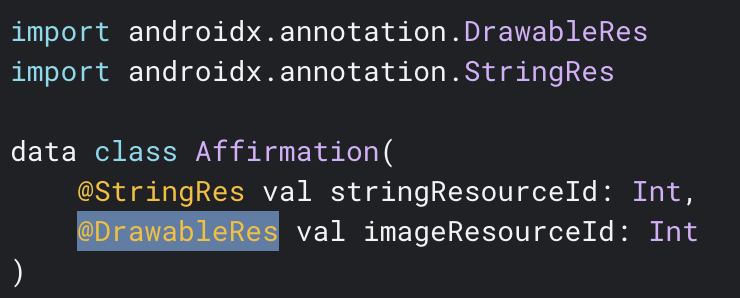 import androidx.annotation.DrawableRes
import androidx.annotation.StringRes
data class Affirmation(
@StringRes val stringResourceId: Int,
@DrawableRes val imageResourceId: Int
)